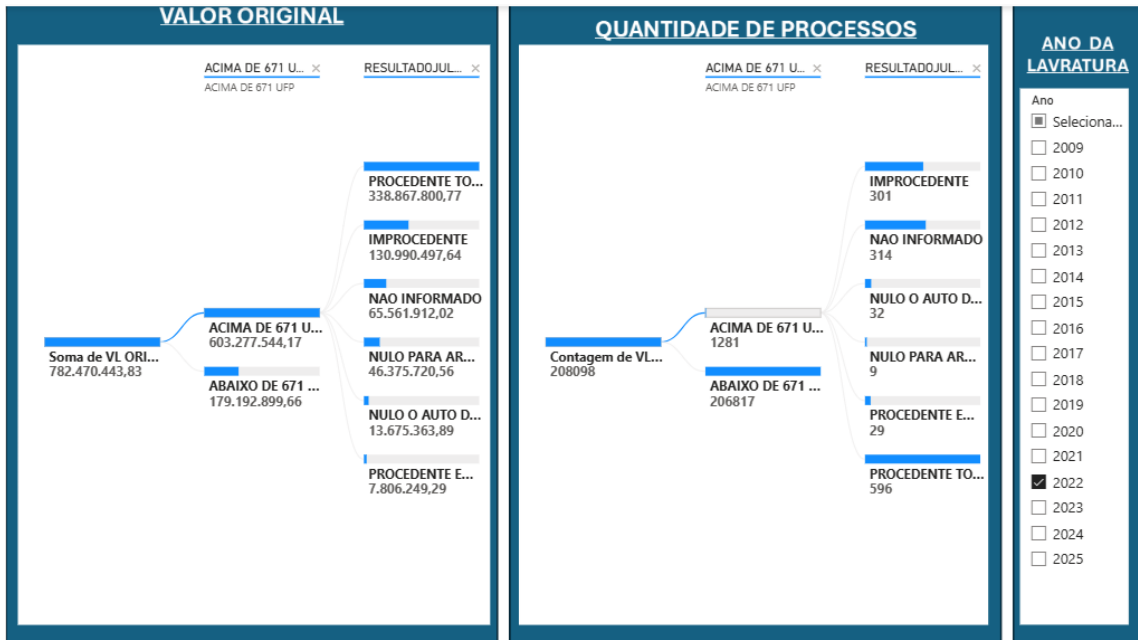 VALOR ORIGINAL
ACIMA DE 671 U... ×
RESULTADOJUL... ×
ACIMA DE 671 UFP
PROCEDENTE TO...
338.867.800,77
IMPROCEDENTE
130.990.497,64
NAO INFORMADO
65.561.912,02
ACIMA DE 671 U...
603.277.544,17
Soma de VL ORI...
782.470.443,83
NULO PARA AR...
46.375.720,56
ABAIXO DE 671 ...
179.192.899,66
NULO O AUTO D...
13.675.363,89
PROCEDENTE E...
7.806.249,29
QUANTIDADE DE PROCESSOS
ACIMA DE 671 U... ×
RESULTADOJUL... ×
ACIMA DE 671 UFP
IMPROCEDENTE
301
NAO INFORMADO
314
NULO O AUTO D...
32
ACIMA DE 671 U...
1281
Contagem de VL...
208098
NULO PARA AR...
9
ABAIXO DE 671 ...
206817
PROCEDENTE E...
29
PROCEDENTE TO...
596
ANO DA
LAVRATURA
Ano
Seleciona...
2009
2010
2011
2012
2013
2014
2015
2016
2017
2018
2019
2020
2021
2022
2023
2024
2025